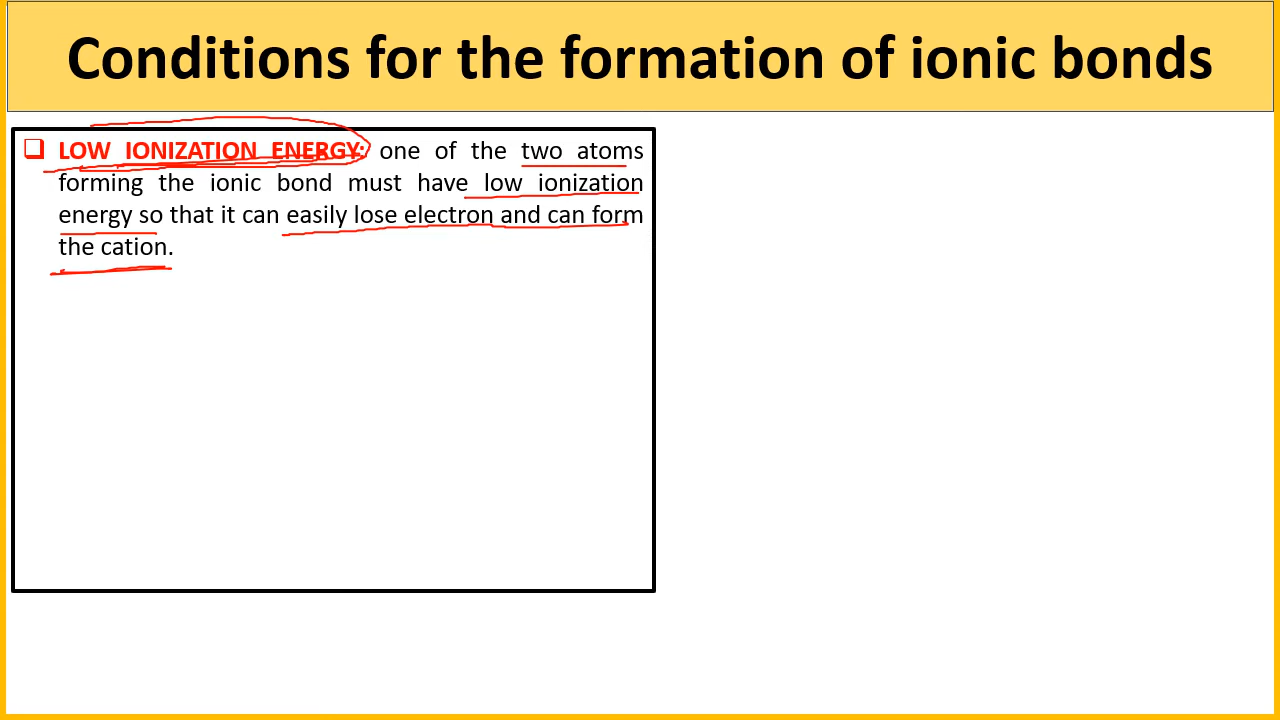 Conditions for the formation of ionic bonds
LOW IONIZATION ENERGY: one of the two atoms
forming the ionic bond must have low ionization
energy so that it can easily lose electron and can form
the cation.